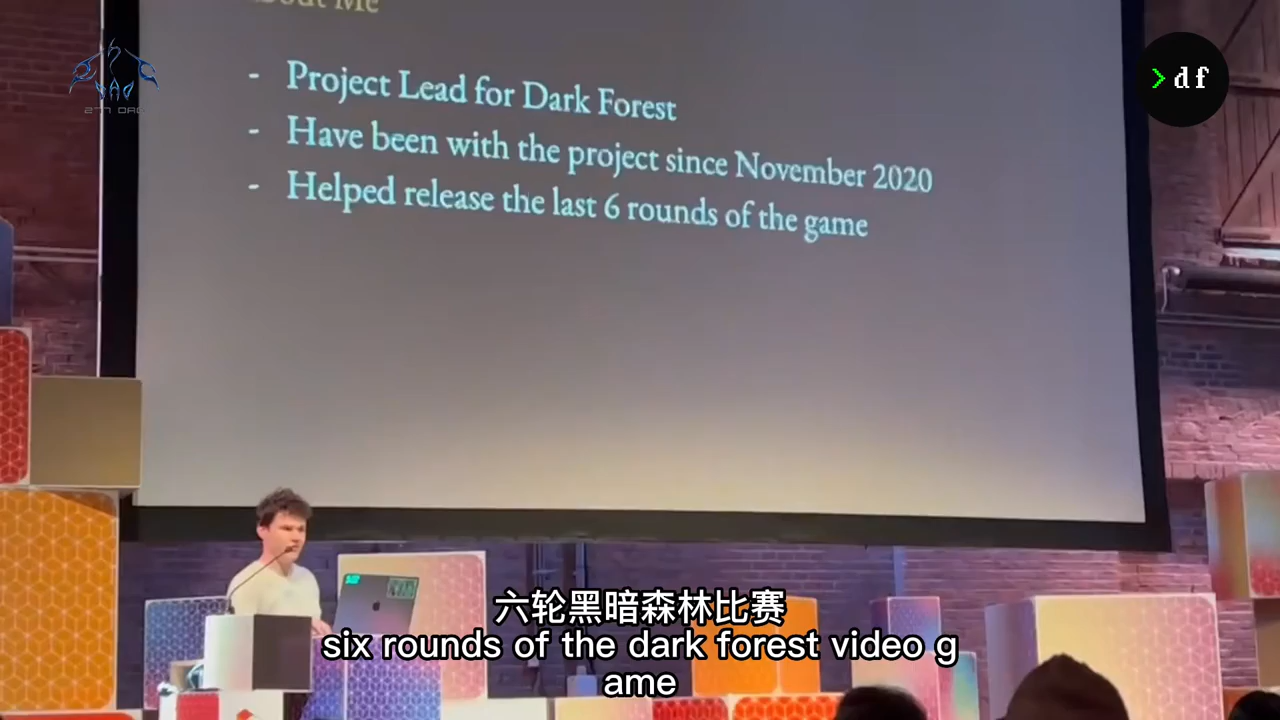 About Me
- Project Lead for Dark Forest
- Have been with the project since November 2020
- Helped release the last 6 rounds of the game
>df
六轮黑暗森林比赛
six rounds of the dark forest video g
ame